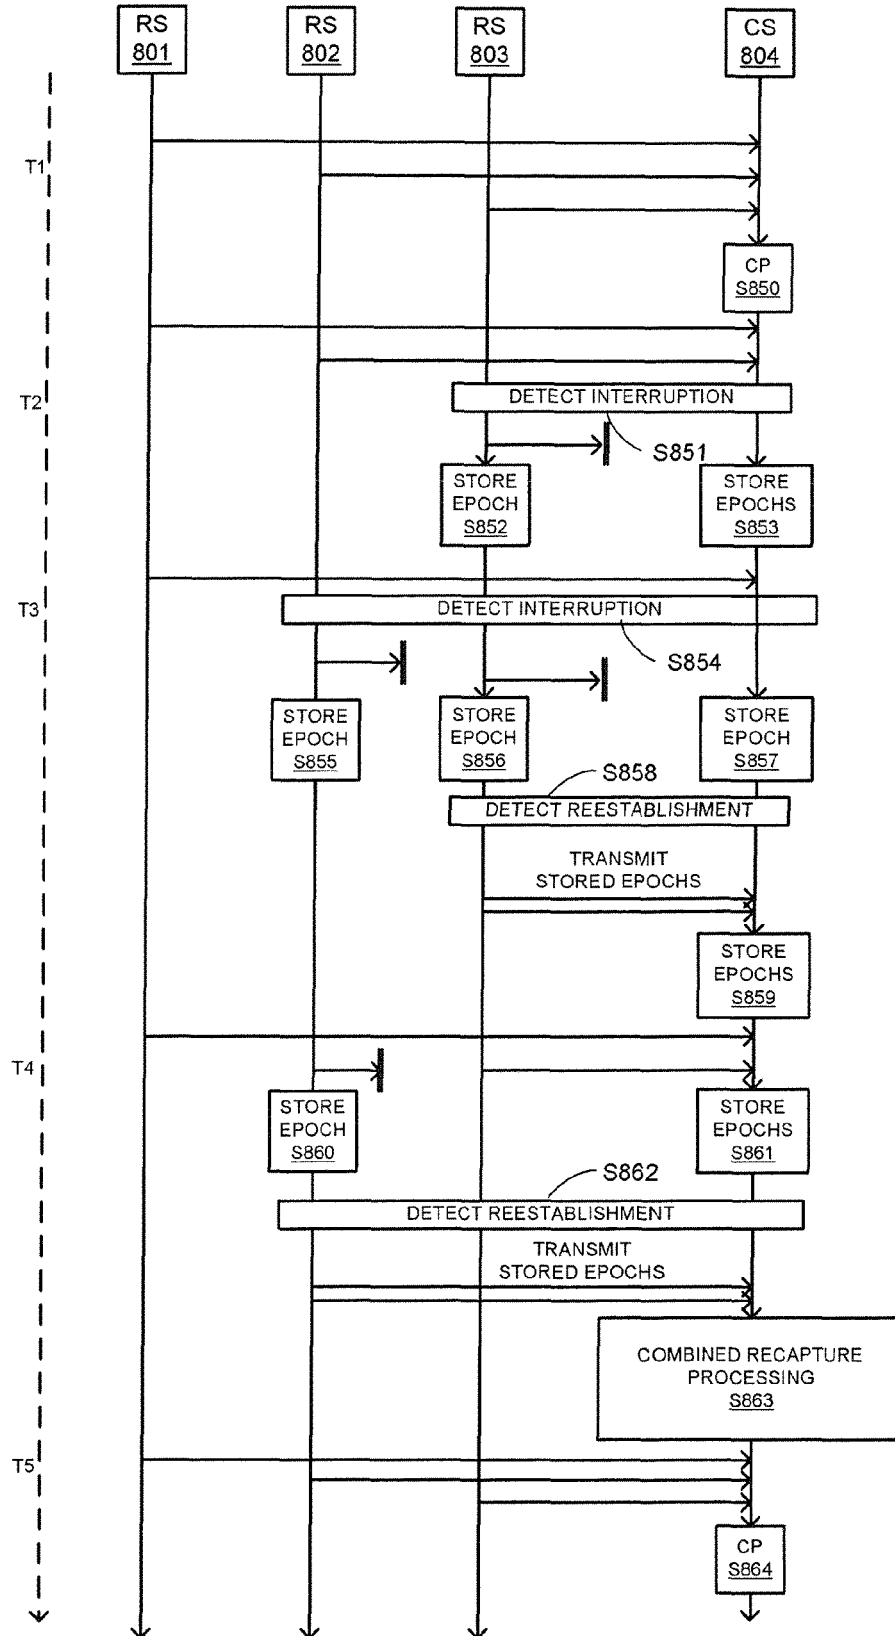 RS
801
RS
802
RS
803
CS
804
T1
CP
S850
T2
DETECT INTERRUPTION
S851
STORE
EPOCH
S852
STORE
EPOCHS
S853
T3
DETECT INTERRUPTION
S854
STORE
EPOCH
S855
STORE
EPOCH
S856
STORE
EPOCH
S857
S858
DETECT REESTABLISHMENT
TRANSMIT
STORED EPOCHS
STORE
EPOCHS
S859
T4
STORE
EPOCH
S860
STORE
EPOCHS
S861
S862
DETECT REESTABLISHMENT
TRANSMIT
STORED EPOCHS
COMBINED RECAPTURE
PROCESSING
S863
T5
CP
S864